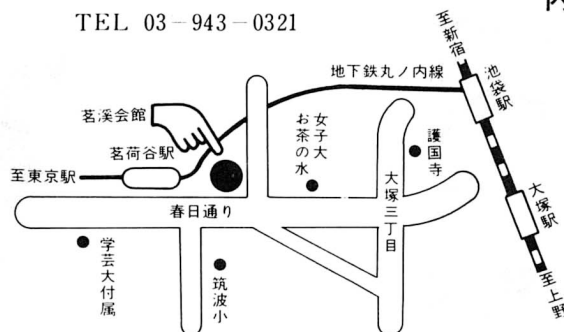 TEL 03-943-0321
至新宿
池袋駅
地下鉄丸ノ内線
茗渓会館
茗荷谷駅
至東京駅
女子大
お茶の水
護国寺
大塚駅
春日通り
大塚三丁目
学芸大付属
筑波小
至上野